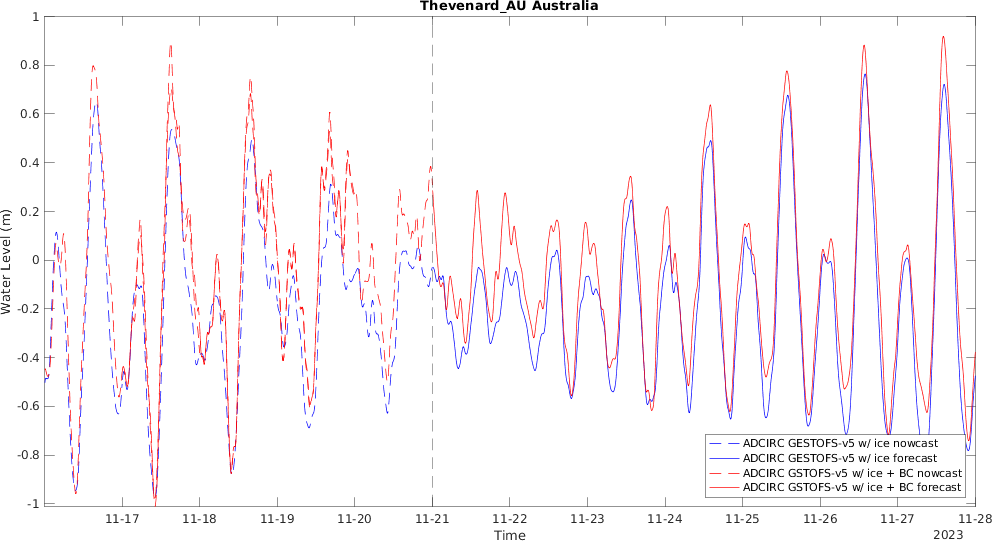 Thevenard_AU Australia
1
0.8
0.6
0.4
0.2
0
-0.2
-0.4
-0.6
-0.8
-1
Water Level (m)
ADCIRC GESTOFS-v5 w/ ice nowcast
ADCIRC GESTOFS-v5 w/ ice forecast
ADCIRC GSTOFS-v5 w/ ice + BC nowcast
ADCIRC GSTOFS-v5 w/ ice + BC forecast
11-17 11-18 11-19 11-20 11-21 11-22 11-23 11-24 11-25 11-26 11-27 11-28
Time
2023